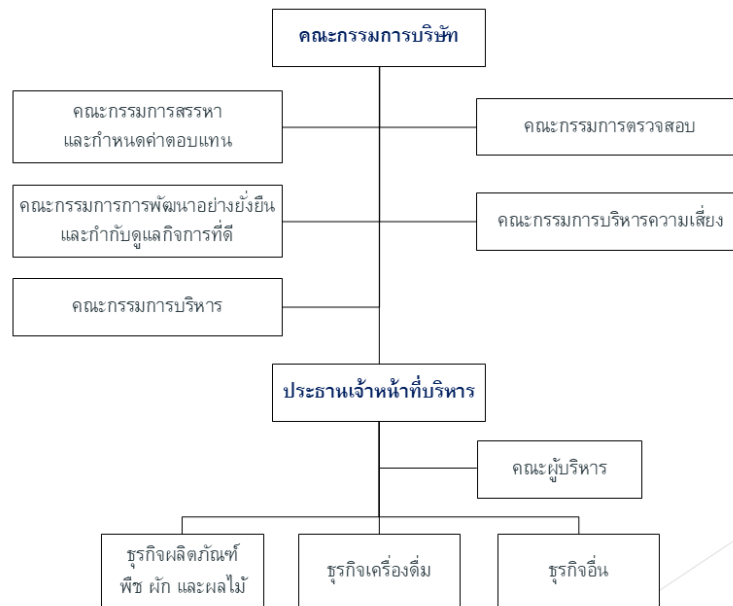 คณะกรรมการบริษัท
คณะกรรมการสรรหา
และกำหนดค่าตอบแทน
คณะกรรมการตรวจสอบ
คณะกรรมการการพัฒนาอย่างยั่งยืน
และกำกับดูแลกิจการที่ดี
คณะกรรมการบริหารความเสี่ยง
คณะกรรมการบริหาร
ประธานเจ้าหน้าที่บริหาร
คณะผู้บริหาร
ธุรกิจผลิตภัณฑ์
พืช ผัก และผลไม้
ธุรกิจเครื่องดื่ม
ธุรกิจอื่น